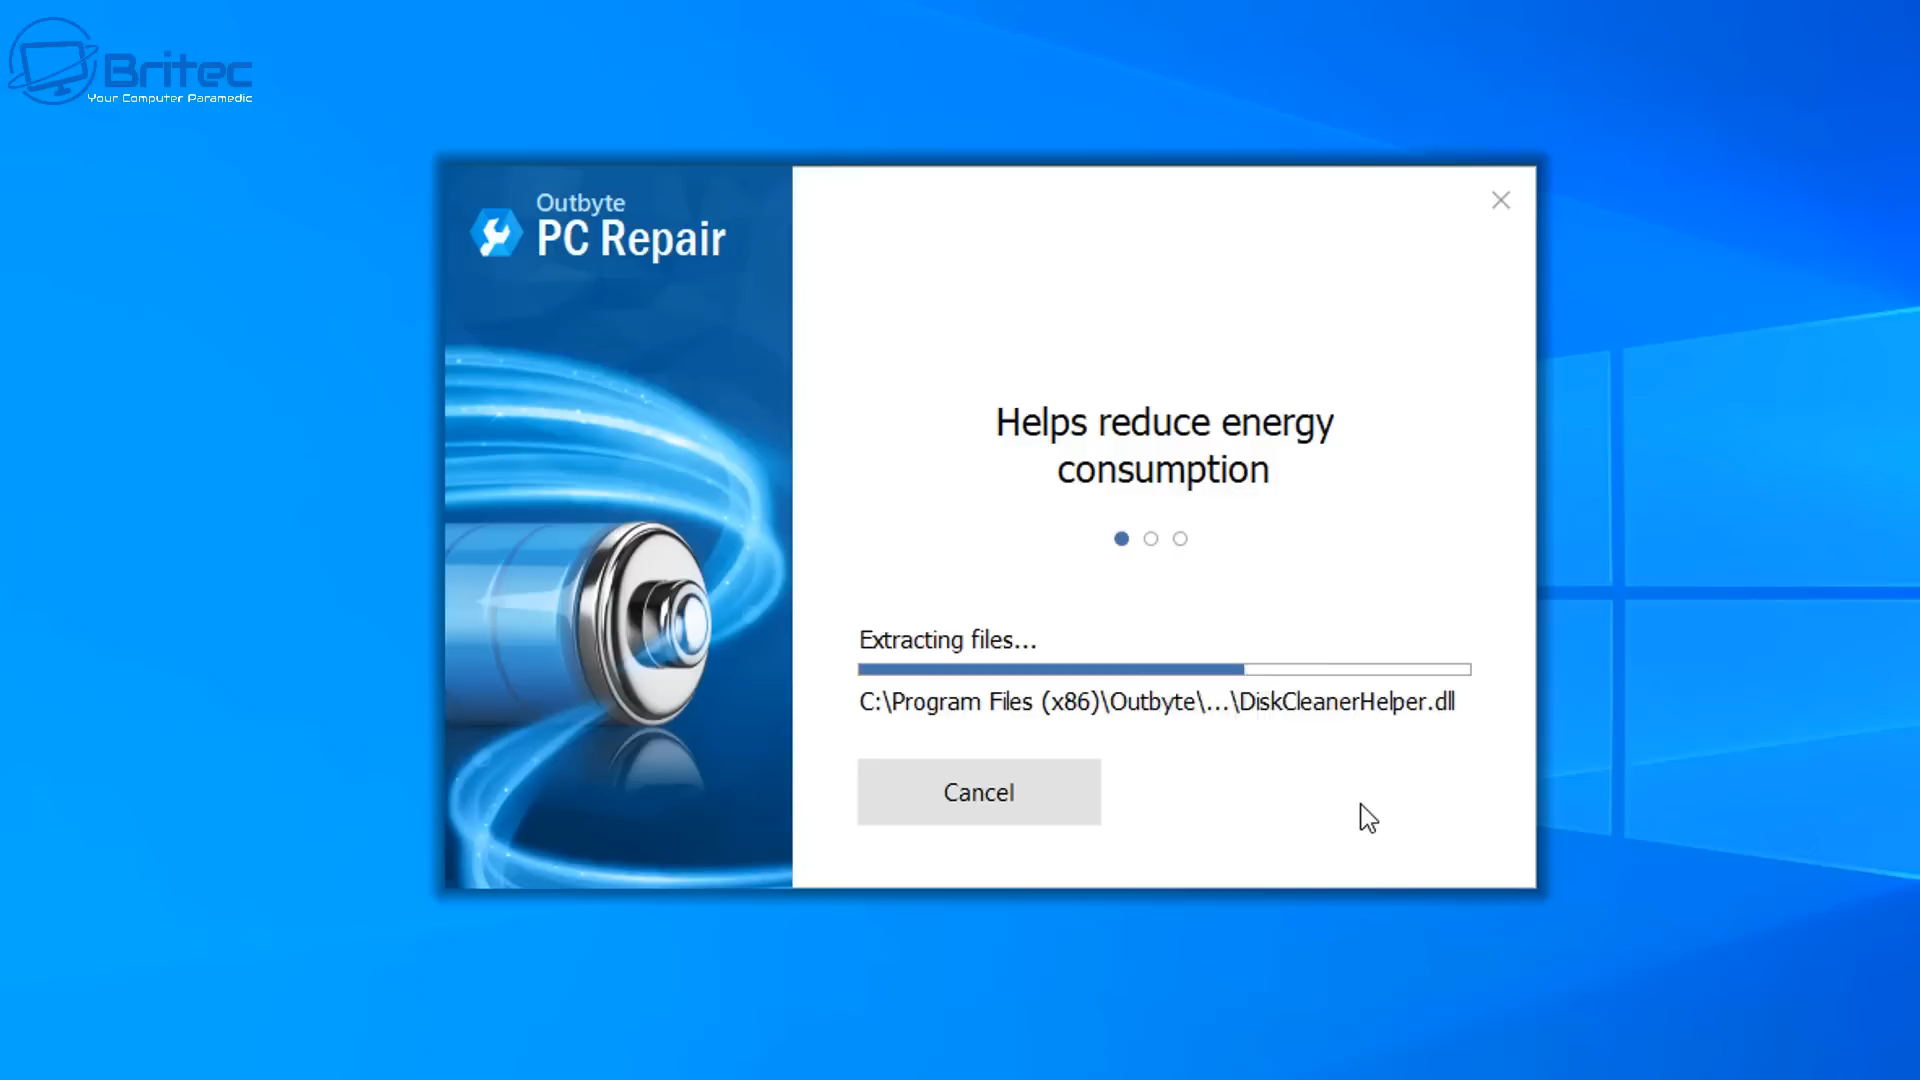 Britec
Your Computer Paramedic
Outbyte
PC Repair
Helps reduce energy
consumption
Extracting files...
C:\Program Files (x86)\Outbyte\...\DiskCleanerHelper.dll
Cancel